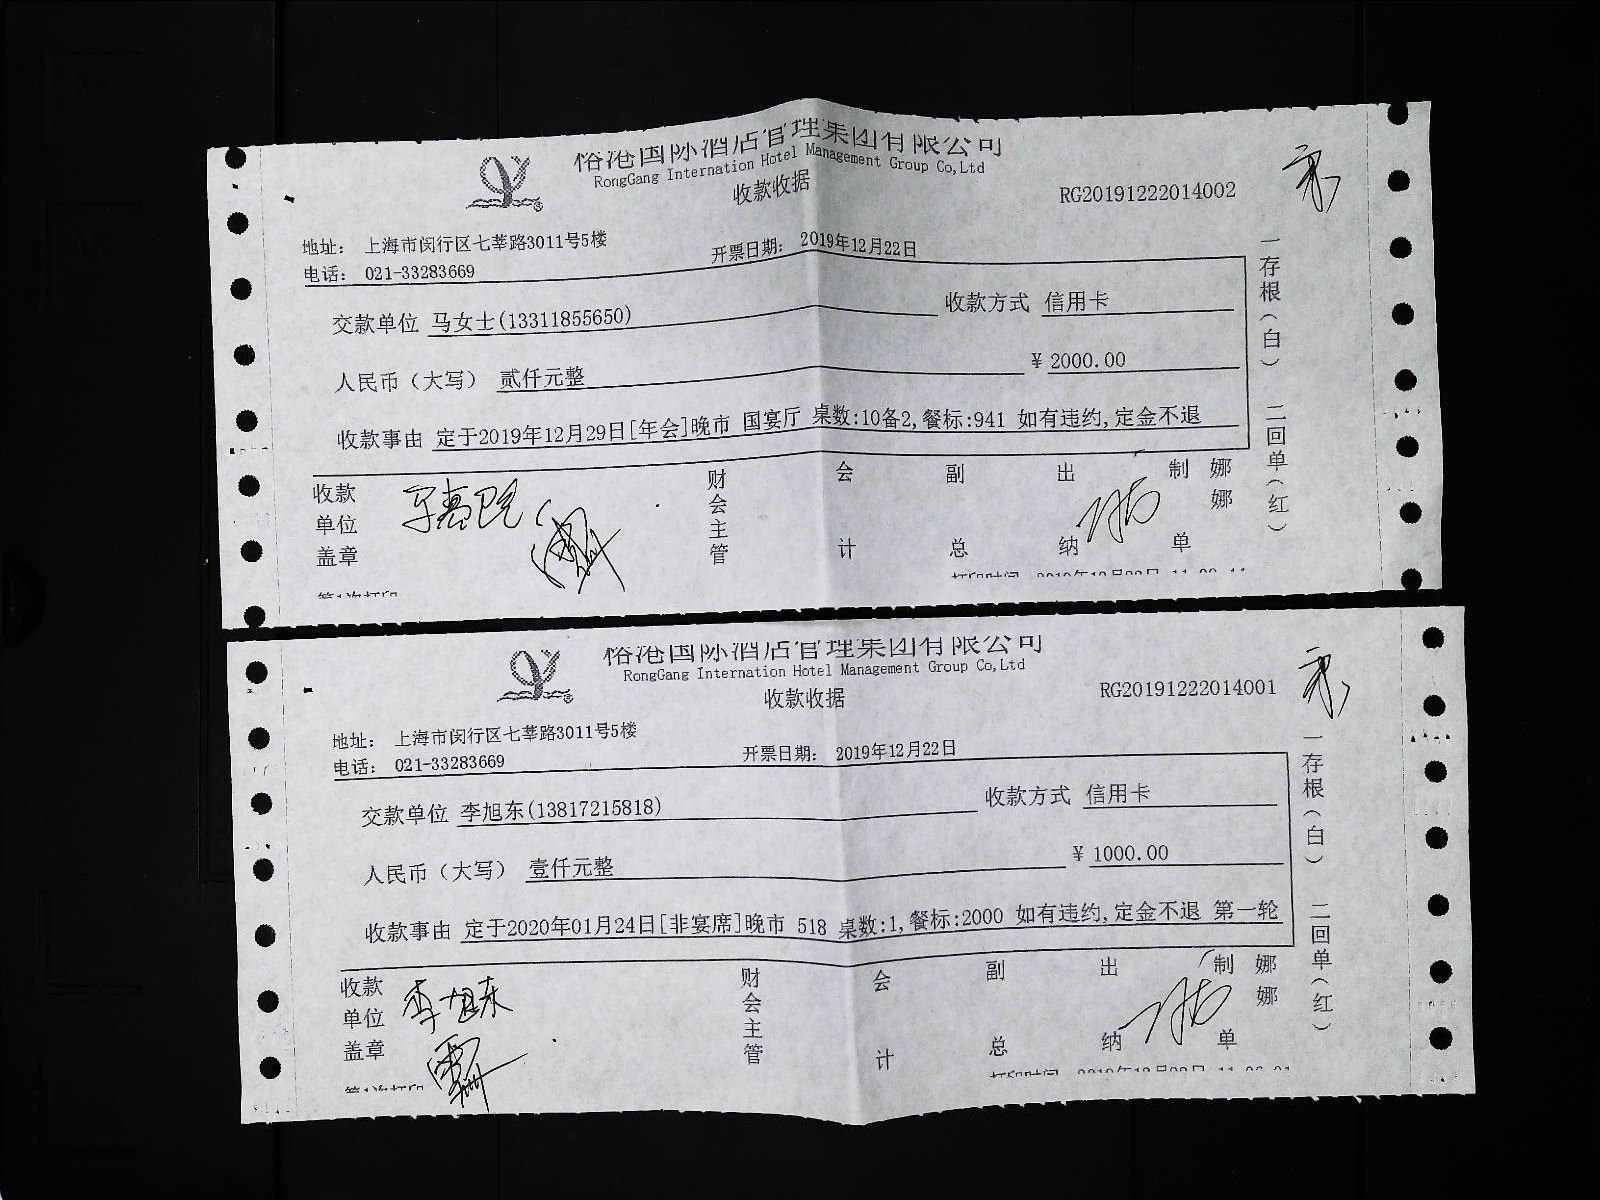 裕港国际酒店管理集团有限公司
RongGang Internation Hotel Management Group Co,Ltd
收款收据
RG20191222014002
地址： 上海市闵行区七莘路3011号5楼
电话： 021-33283669
开票日期： 2019年12月22日
交款单位 马女士(13311855650) 收款方式 信用卡
人民币（大写） 贰仟元整 ¥ 2000.00
收款事由 定于2019年12月29日[年会]晚市 国宴厅 桌数:10备2,餐标:941 如有违约,定金不退
收款单位盖章
财会主管 会计 副总 出纳 制单 娜娜
一存根（白） 二回单（红）
第1次打印
裕港国际酒店管理集团有限公司
RongGang Internation Hotel Management Group Co,Ltd
收款收据
RG20191222014001
地址： 上海市闵行区七莘路3011号5楼
电话： 021-33283669
开票日期： 2019年12月22日
交款单位 李旭东(13817215818) 收款方式 信用卡
人民币（大写） 壹仟元整 ¥ 1000.00
收款事由 定于2020年01月24日[非宴席]晚市 518 桌数:1,餐标:2000 如有违约,定金不退 第一轮
收款单位盖章 李旭东
财会主管 会计 副总 出纳 制单 娜娜
一存根（白） 二回单（红）
第1次打印